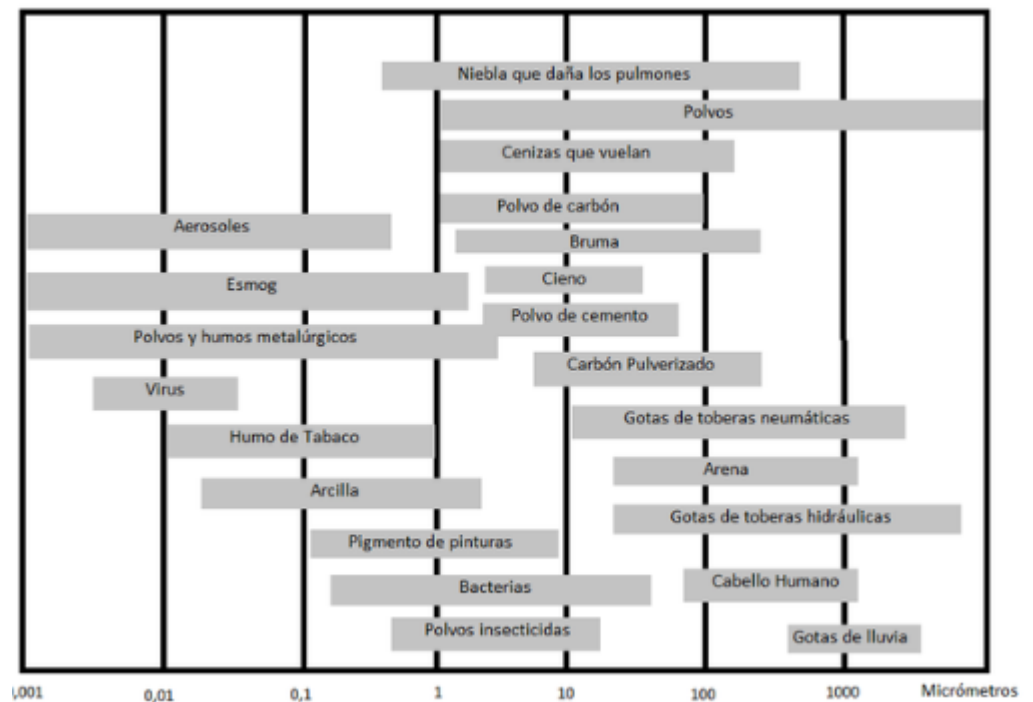 Niebla que daña los pulmones
Polvos
Cenizas que vuelan
Polvo de carbón
Aerosoles
Bruma
Cieno
Esmog
Polvo de cemento
Polvos y humos metalúrgicos
Carbón Pulverizado
Virus
Gotas de toberas neumáticas
Humo de Tabaco
Arena
Arcilla
Gotas de toberas hidráulicas
Pigmento de pinturas
Cabello Humano
Bacterias
Polvos insecticidas
Gotas de lluvia
,001 0,01 0,1 1 10 100 1000 Micrómetros